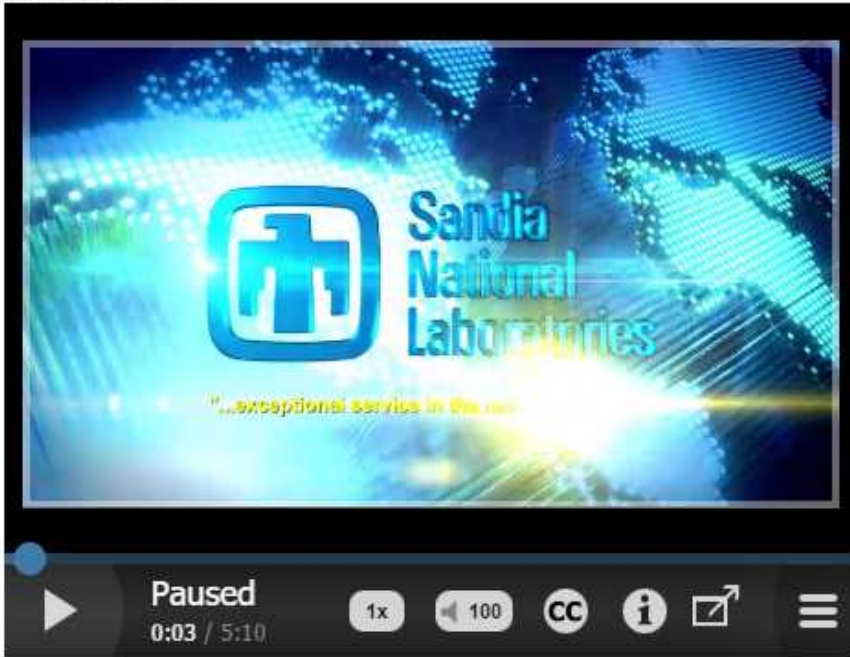 Sandia
National
Laboratories
"...exceptional service in the
Paused
0:03 / 5:10
1x
100
CC
i